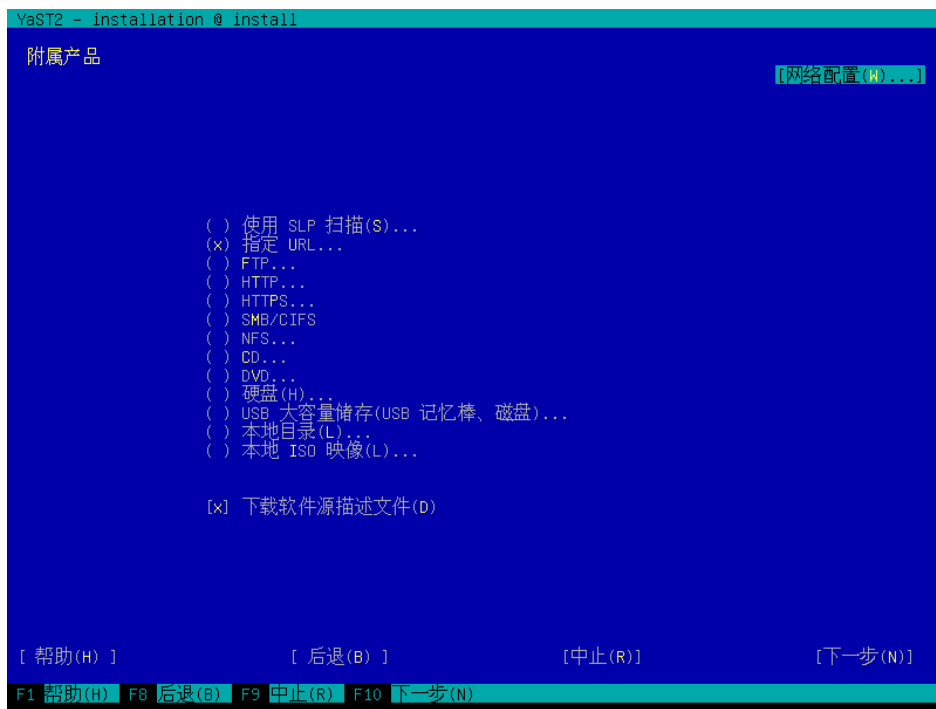 YaST2 - installation @ install
附属产品
[网络配置(W)...]
( ) 使用 SLP 扫描(S)...
(x) 指定 URL...
( ) FTP...
( ) HTTP...
( ) HTTPS...
( ) SMB/CIFS
( ) NFS...
( ) CD...
( ) DVD...
( ) 硬盘(H)...
( ) USB 大容量储存(USB 记忆棒、磁盘)...
( ) 本地目录(L)...
( ) 本地 ISO 映像(L)...
[x] 下载软件源描述文件(D)
[ 帮助(H) ] [ 后退(B) ] [中止(R)] [下一步(N)]
F1 帮助(H) F8 后退(B) F9 中止(R) F10 下一步(N)